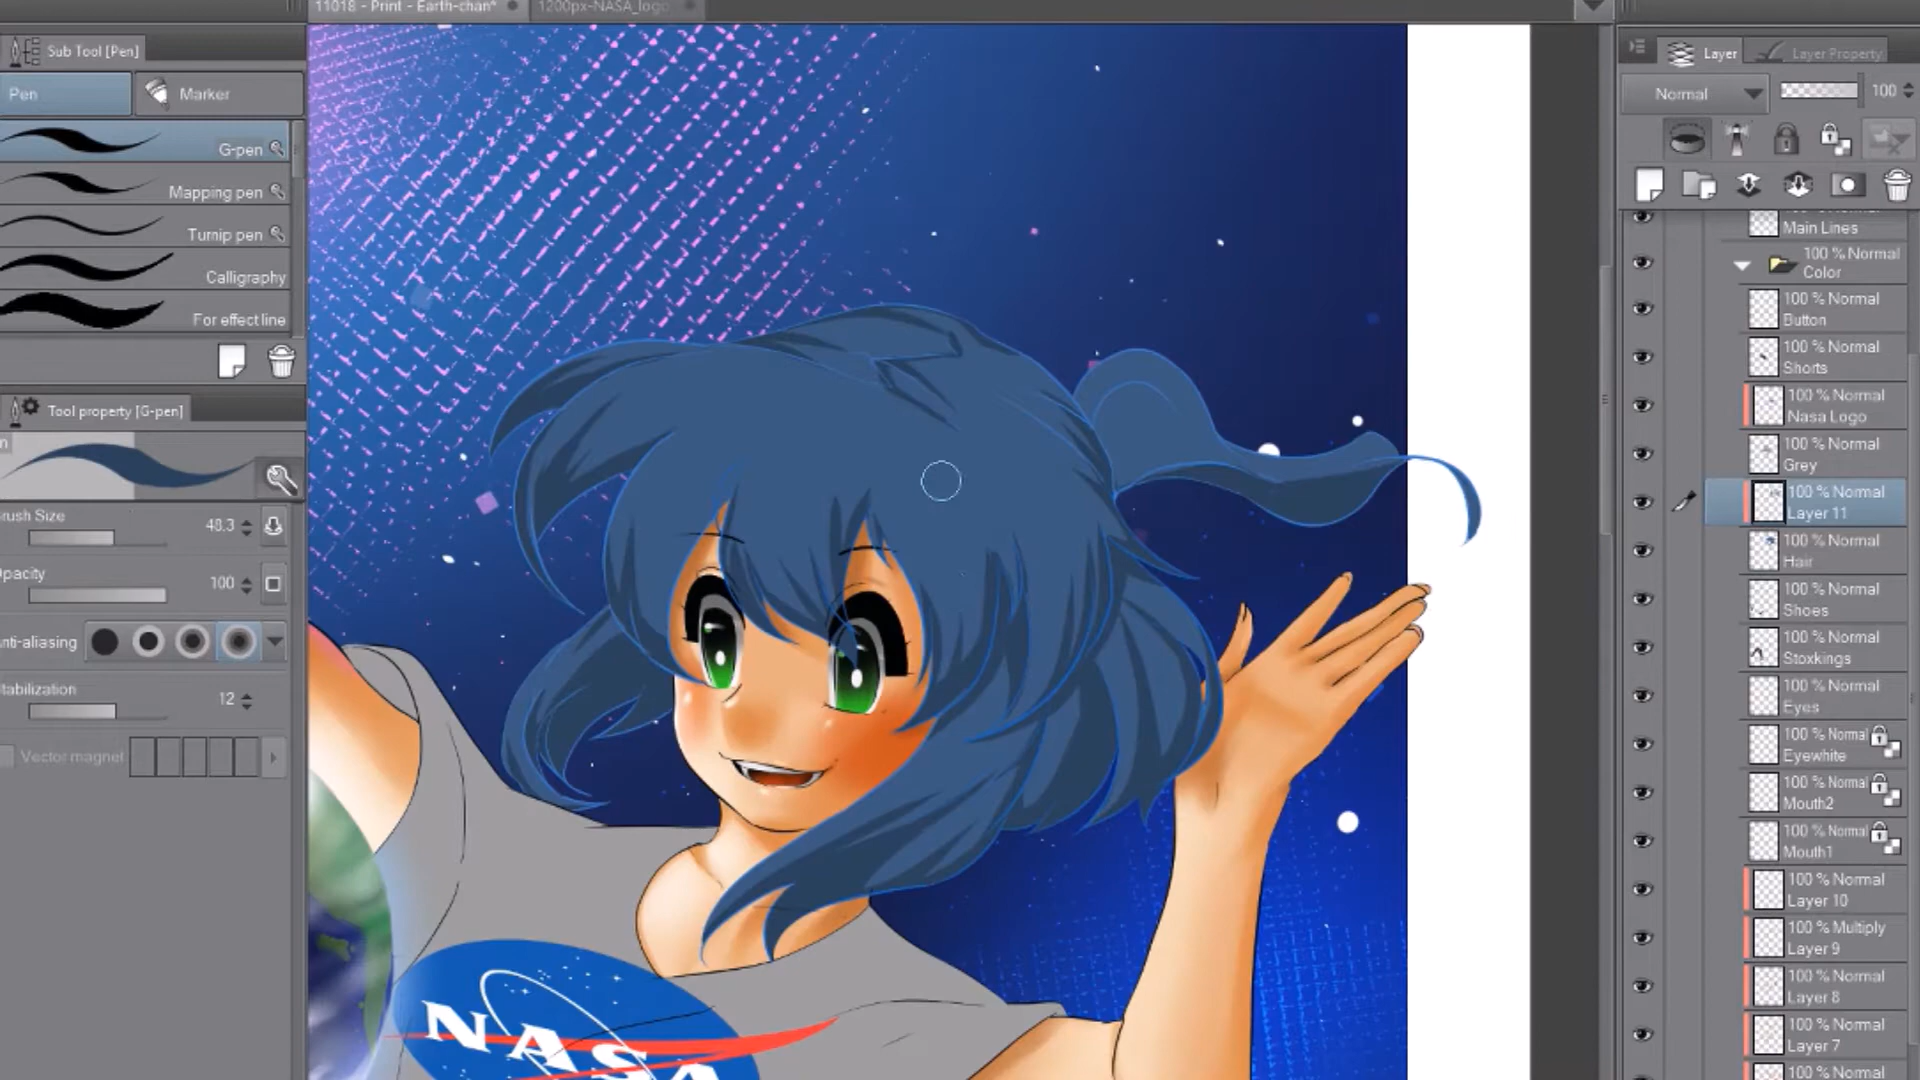 11018 - Print - Earth-chan*
1200px-NASA_logo
Sub Tool [Pen]
Pen
Marker
G-pen
Mapping pen
Turnip pen
Calligraphy
For effect line
Tool property [G-pen]
rush Size
48.3
pacity
100
nti-aliasing
tabilization
12
Vector magnet
Layer
Layer Property
Normal
100
Main Lines
100 % Normal
Color
100 % Normal
Button
100 % Normal
Shorts
100 % Normal
Nasa Logo
100 % Normal
Grey
100 % Normal
Layer 11
100 % Normal
Hair
100 % Normal
Shoes
100 % Normal
Stoxkings
100 % Normal
Eyes
100 % Normal
Eyewhite
100 % Normal
Mouth2
100 % Normal
Mouth1
100 % Normal
Layer 10
100 % Multiply
Layer 9
100 % Normal
Layer 8
100 % Normal
Layer 7
100 % Normal
NASA